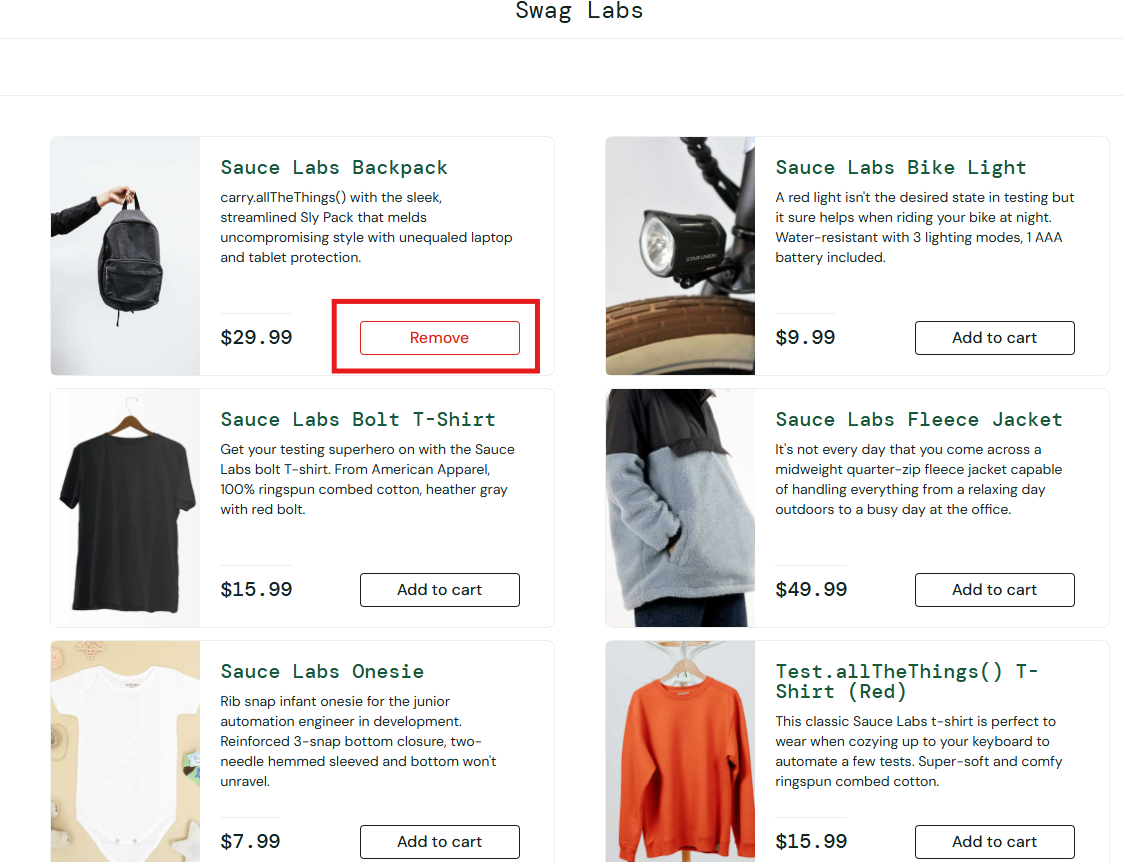 Swag Labs
Sauce Labs Backpack
carry.allTheThings() with the sleek,
streamlined Sly Pack that melds
uncompromising style with unequaled laptop
and tablet protection.
$29.99
Remove
Sauce Labs Bike Light
A red light isn't the desired state in testing but
it sure helps when riding your bike at night.
Water-resistant with 3 lighting modes, 1 AAA
battery included.
STAR UNION
$9.99
Add to cart
Sauce Labs Bolt T-Shirt
Get your testing superhero on with the Sauce
Labs bolt T-shirt. From American Apparel,
100% ringspun combed cotton, heather gray
with red bolt.
$15.99
Add to cart
Sauce Labs Fleece Jacket
It's not every day that you come across a
midweight quarter-zip fleece jacket capable
of handling everything from a relaxing day
outdoors to a busy day at the office.
$49.99
Add to cart
Sauce Labs Onesie
Rib snap infant onesie for the junior
automation engineer in development.
Reinforced 3-snap bottom closure, two-
needle hemmed sleeved and bottom won't
unravel.
$7.99
Add to cart
Test.allTheThings() T-
Shirt (Red)
This classic Sauce Labs t-shirt is perfect to
wear when cozying up to your keyboard to
automate a few tests. Super-soft and comfy
ringspun combed cotton.
$15.99
Add to cart